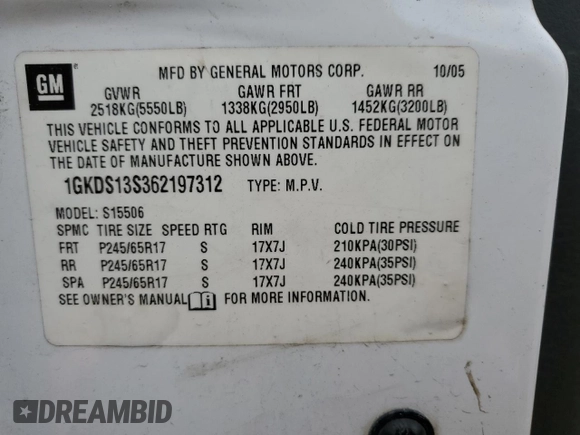 GM
MFD BY GENERAL MOTORS CORP. 10/05
GVWR GAWR FRT GAWR RR
2518KG(5550LB) 1338KG(2950LB) 1452KG(3200LB)
THIS VEHICLE CONFORMS TO ALL APPLICABLE U.S. FEDERAL MOTOR
VEHICLE SAFETY AND THEFT PREVENTION STANDARDS IN EFFECT ON
THE DATE OF MANUFACTURE SHOWN ABOVE.
1GKDS13S362197312 TYPE: M.P.V.
MODEL: S15506
SPMC TIRE SIZE SPEED RTG RIM COLD TIRE PRESSURE
FRT P245/65R17 S 17X7J 210KPA(30PSI)
RR P245/65R17 S 17X7J 240KPA(35PSI)
SPA P245/65R17 S 17X7J 240KPA(35PSI)
SEE OWNER'S MANUAL FOR MORE INFORMATION.
DREAMBID